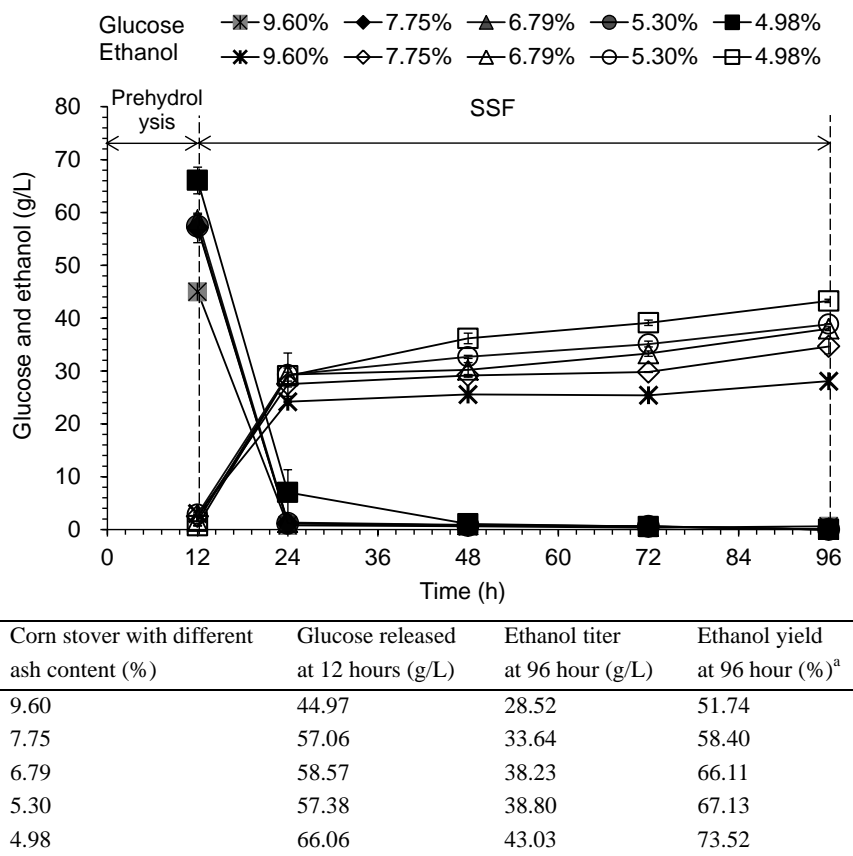 Glucose 9.60% 7.75% 6.79% 5.30% 4.98%
Ethanol 9.60% 7.75% 6.79% 5.30% 4.98%
Prehydrol
ysis
SSF
80
70
60
50
40
30
20
10
0
Glucose and ethanol (g/L)
0 12 24 36 48 60 72 84 96
Time (h)
Corn stover with different Glucose released Ethanol titer Ethanol yield
ash content (%) at 12 hours (g/L) at 96 hour (g/L) at 96 hour (%)a
9.60 44.97 28.52 51.74
7.75 57.06 33.64 58.40
6.79 58.57 38.23 66.11
5.30 57.38 38.80 67.13
4.98 66.06 43.03 73.52